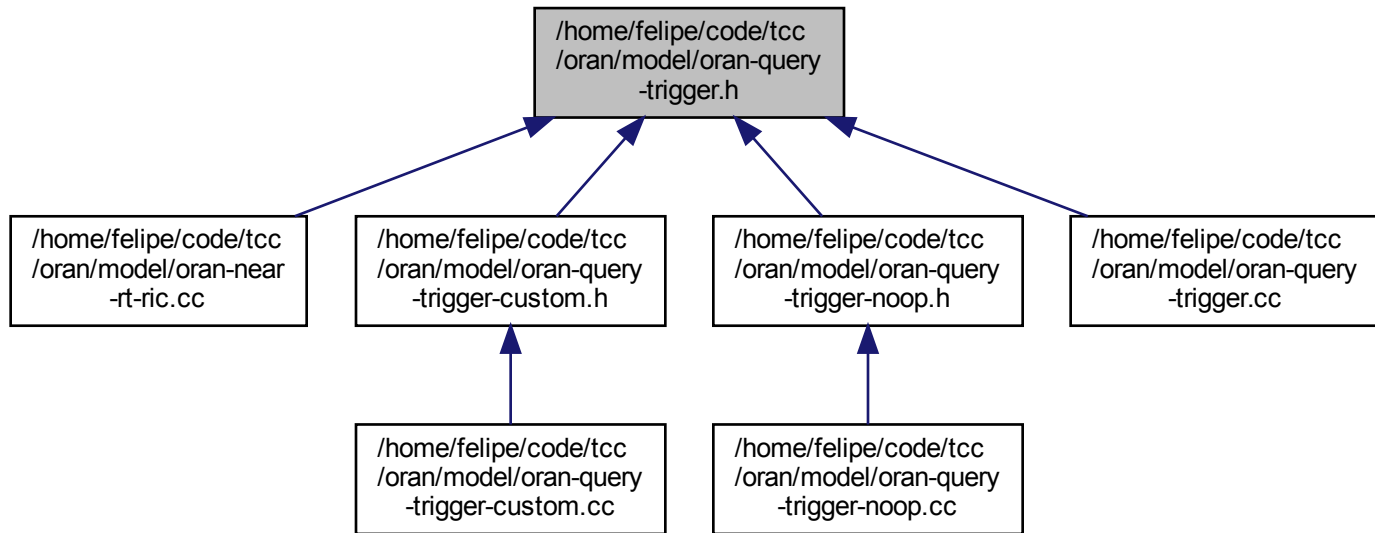 /home/felipe/code/tcc
/oran/model/oran-query
-trigger.h
/home/felipe/code/tcc
/oran/model/oran-near
-rt-ric.cc
/home/felipe/code/tcc
/oran/model/oran-query
-trigger-custom.h
/home/felipe/code/tcc
/oran/model/oran-query
-trigger-noop.h
/home/felipe/code/tcc
/oran/model/oran-query
-trigger.cc
/home/felipe/code/tcc
/oran/model/oran-query
-trigger-custom.cc
/home/felipe/code/tcc
/oran/model/oran-query
-trigger-noop.cc